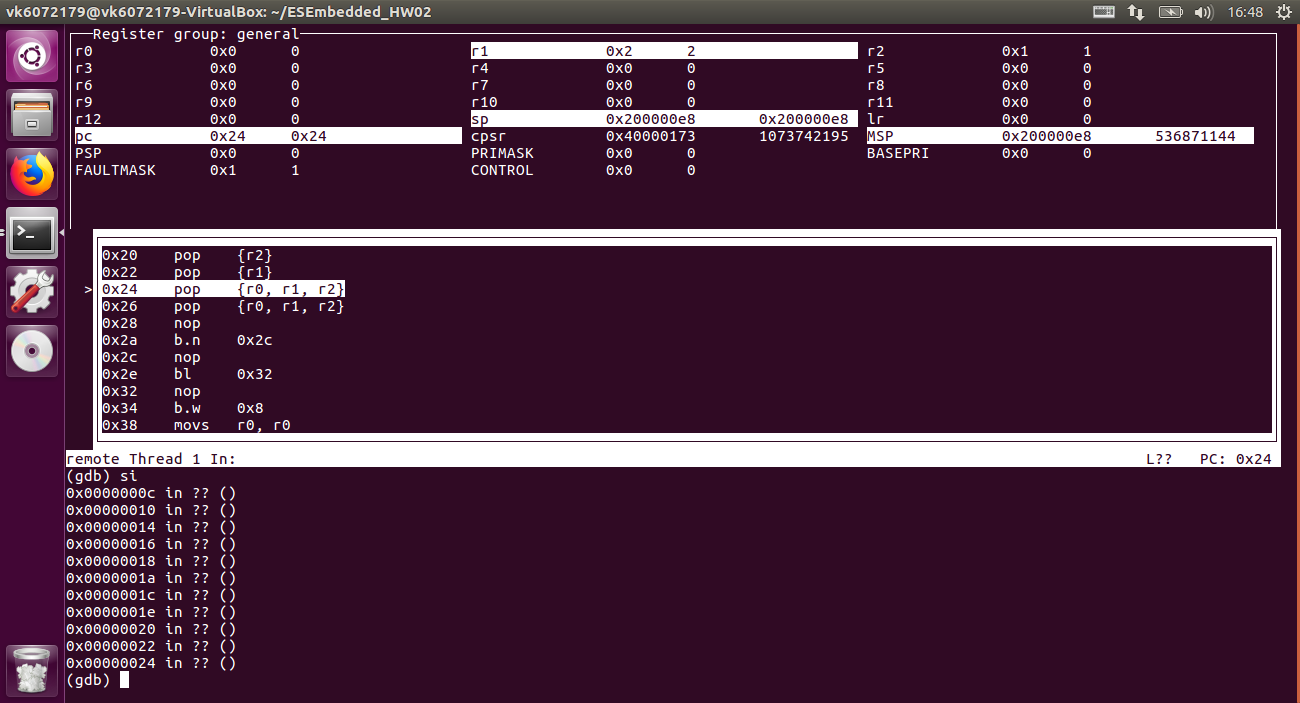 vk6072179@vk6072179-VirtualBox: ~/ESEmbedded_HW02 16:48
Register group: general
r0 0x0 0 r1 0x2 2 r2 0x1 1
r3 0x0 0 r4 0x0 0 r5 0x0 0
r6 0x0 0 r7 0x0 0 r8 0x0 0
r9 0x0 0 r10 0x0 0 r11 0x0 0
r12 0x0 0 sp 0x200000e8 0x200000e8 lr 0x0 0
pc 0x24 0x24 cpsr 0x40000173 1073742195 MSP 0x200000e8 536871144
PSP 0x0 0 PRIMASK 0x0 0 BASEPRI 0x0 0
FAULTMASK 0x1 1 CONTROL 0x0 0
0x20 pop {r2}
0x22 pop {r1}
>0x24 pop {r0, r1, r2}
0x26 pop {r0, r1, r2}
0x28 nop
0x2a b.n 0x2c
0x2c nop
0x2e bl 0x32
0x32 nop
0x34 b.w 0x8
0x38 movs r0, r0
remote Thread 1 In: L?? PC: 0x24
(gdb) si
0x0000000c in ?? ()
0x00000010 in ?? ()
0x00000014 in ?? ()
0x00000016 in ?? ()
0x00000018 in ?? ()
0x0000001a in ?? ()
0x0000001c in ?? ()
0x0000001e in ?? ()
0x00000020 in ?? ()
0x00000022 in ?? ()
0x00000024 in ?? ()
(gdb)